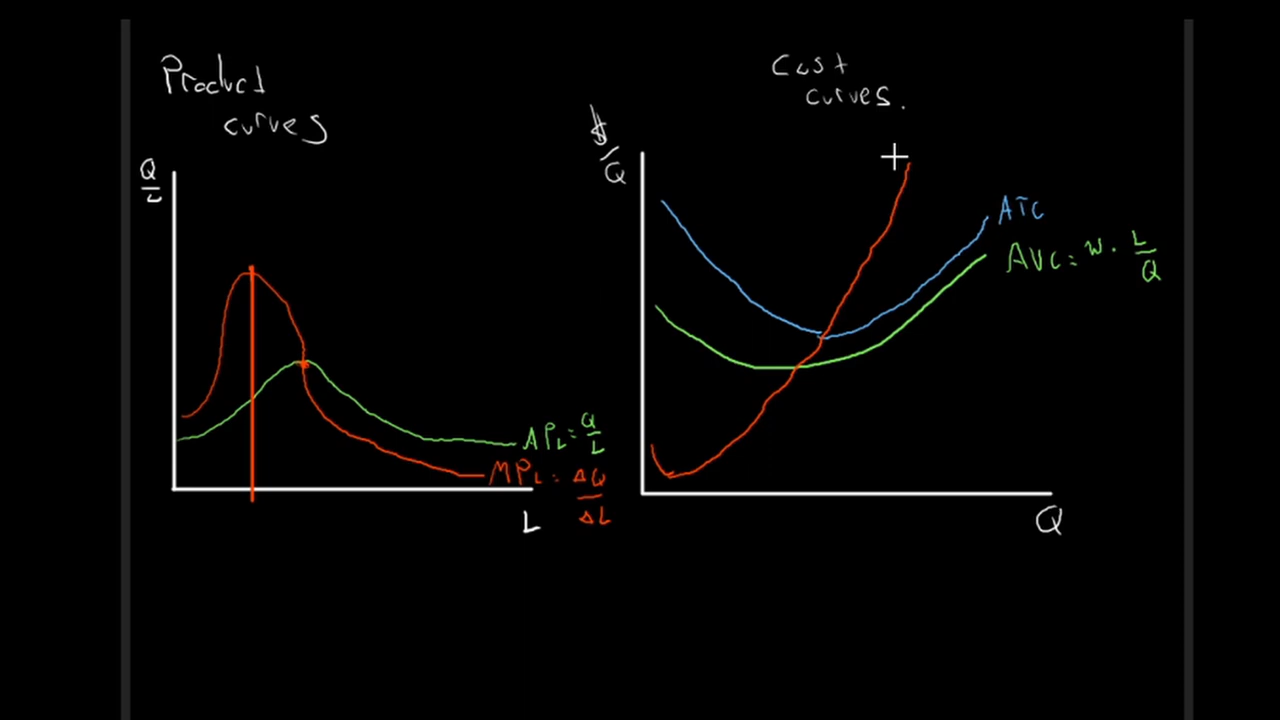 Product
curves
Cost
curves.
Q/L
$/Q
ATC
AVC = W · L/Q
APL = Q/L
MPL = ΔQ/ΔL
L
Q